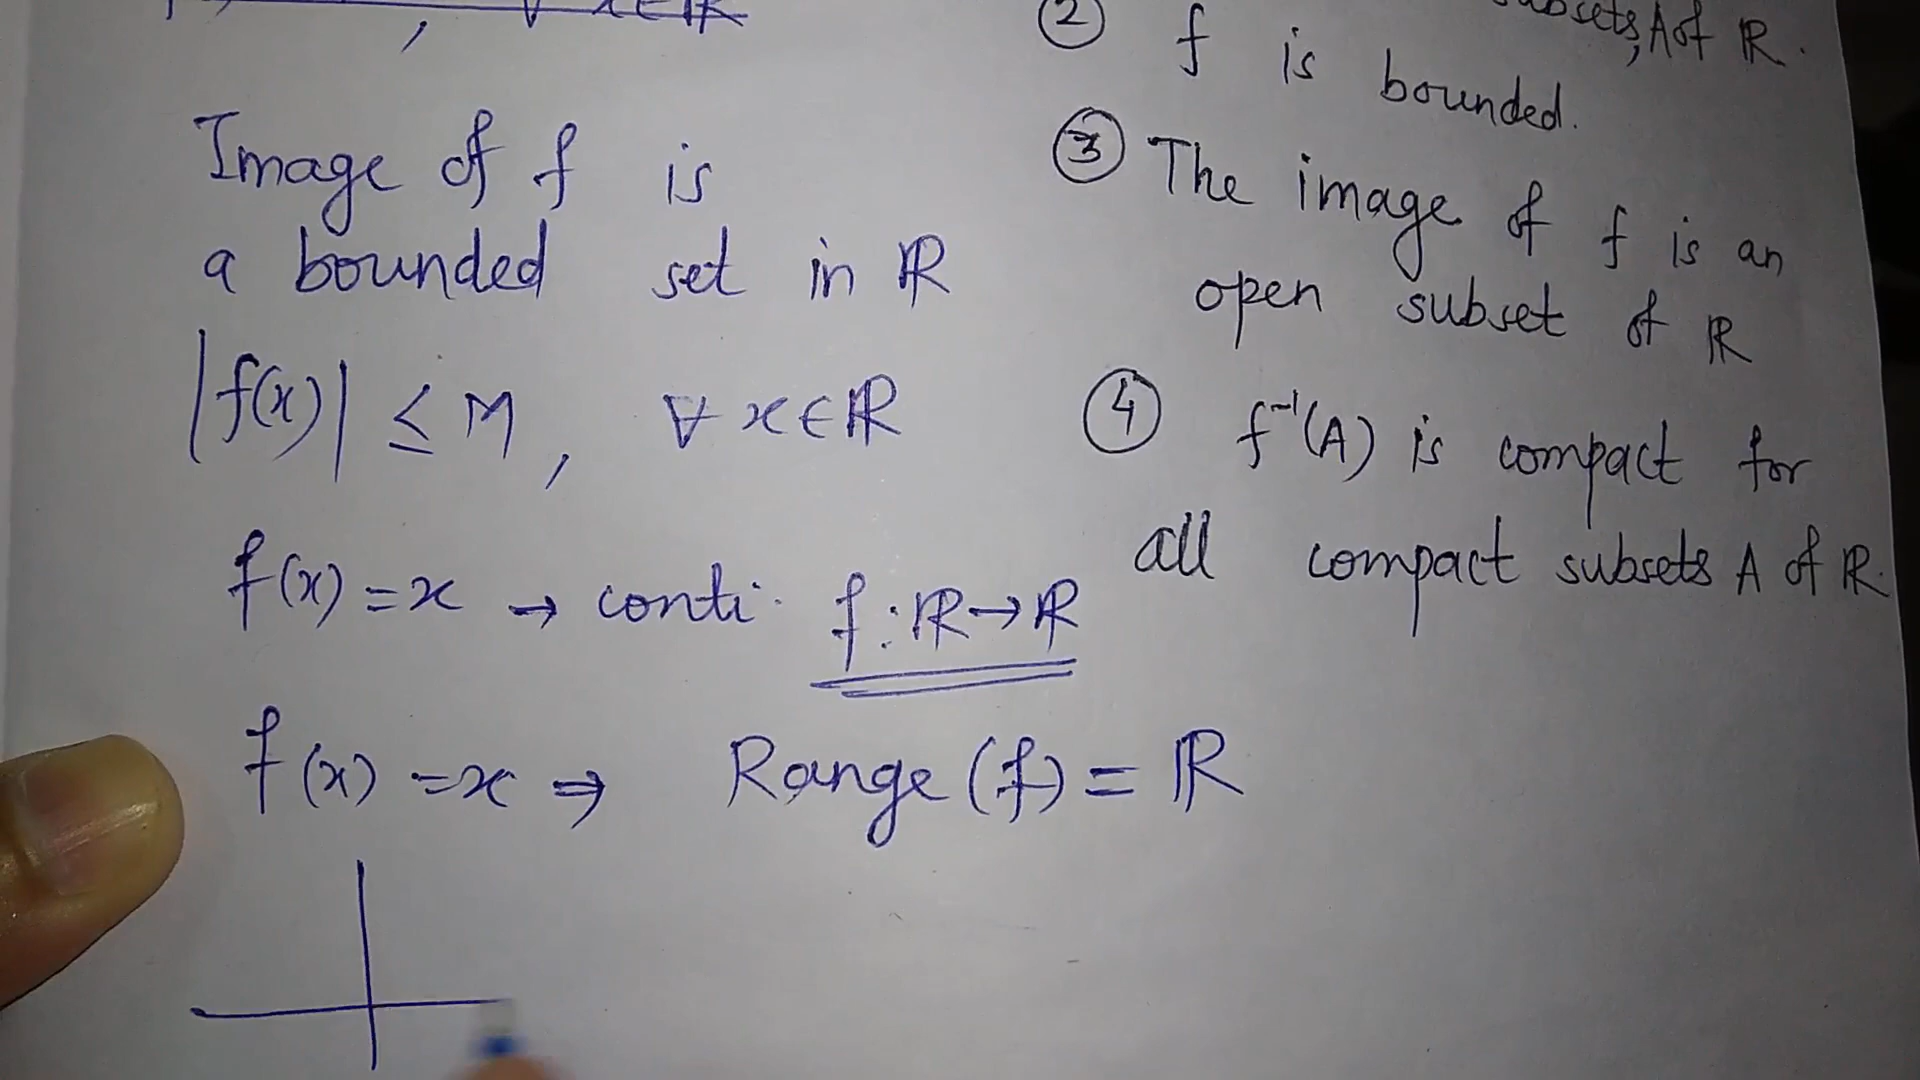 , ∀ x∈ℝ
Image of f is
a bounded set in ℝ
|f(x)| ≤ M, ∀ x∈ℝ
f(x) = x → conti. f: ℝ→ℝ
f(x) = x ⇒ Range (f) = ℝ
subsets, A of ℝ.
② f is bounded.
③ The image of f is an
open subset of ℝ
④ f⁻¹(A) is compact for
all compact subsets A of ℝ.